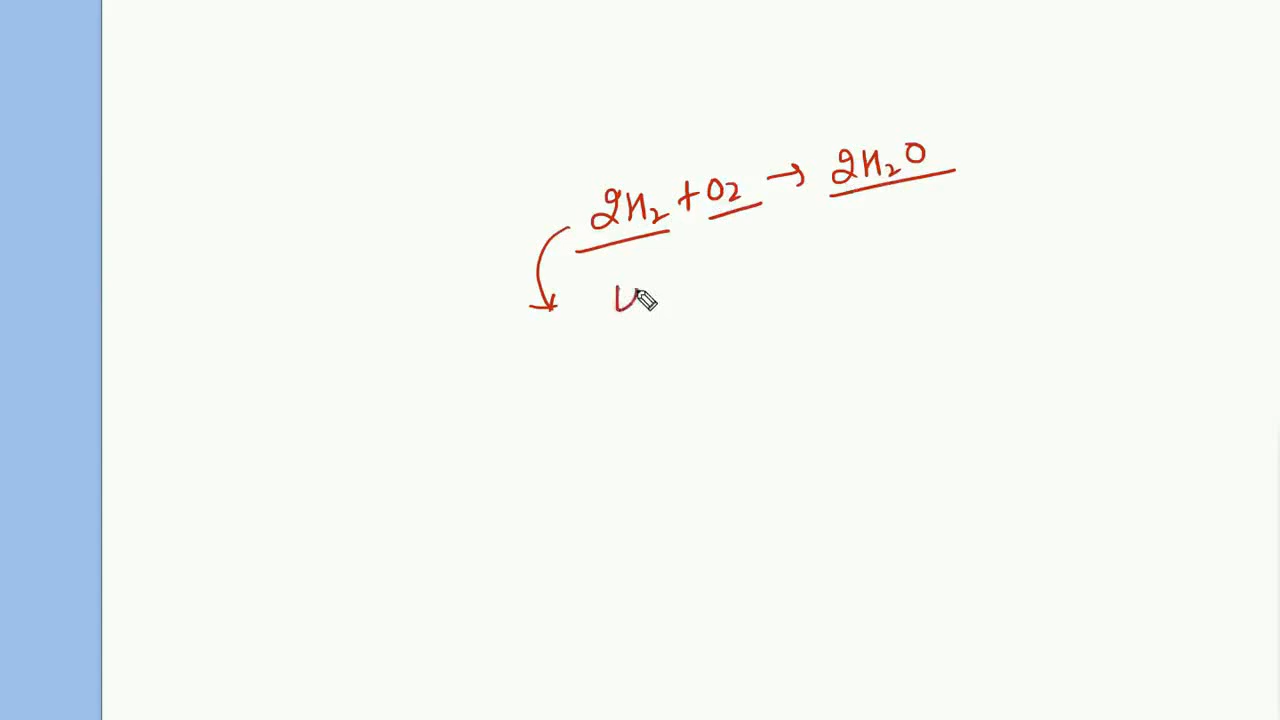 2H₂ + O₂ → 2H₂O